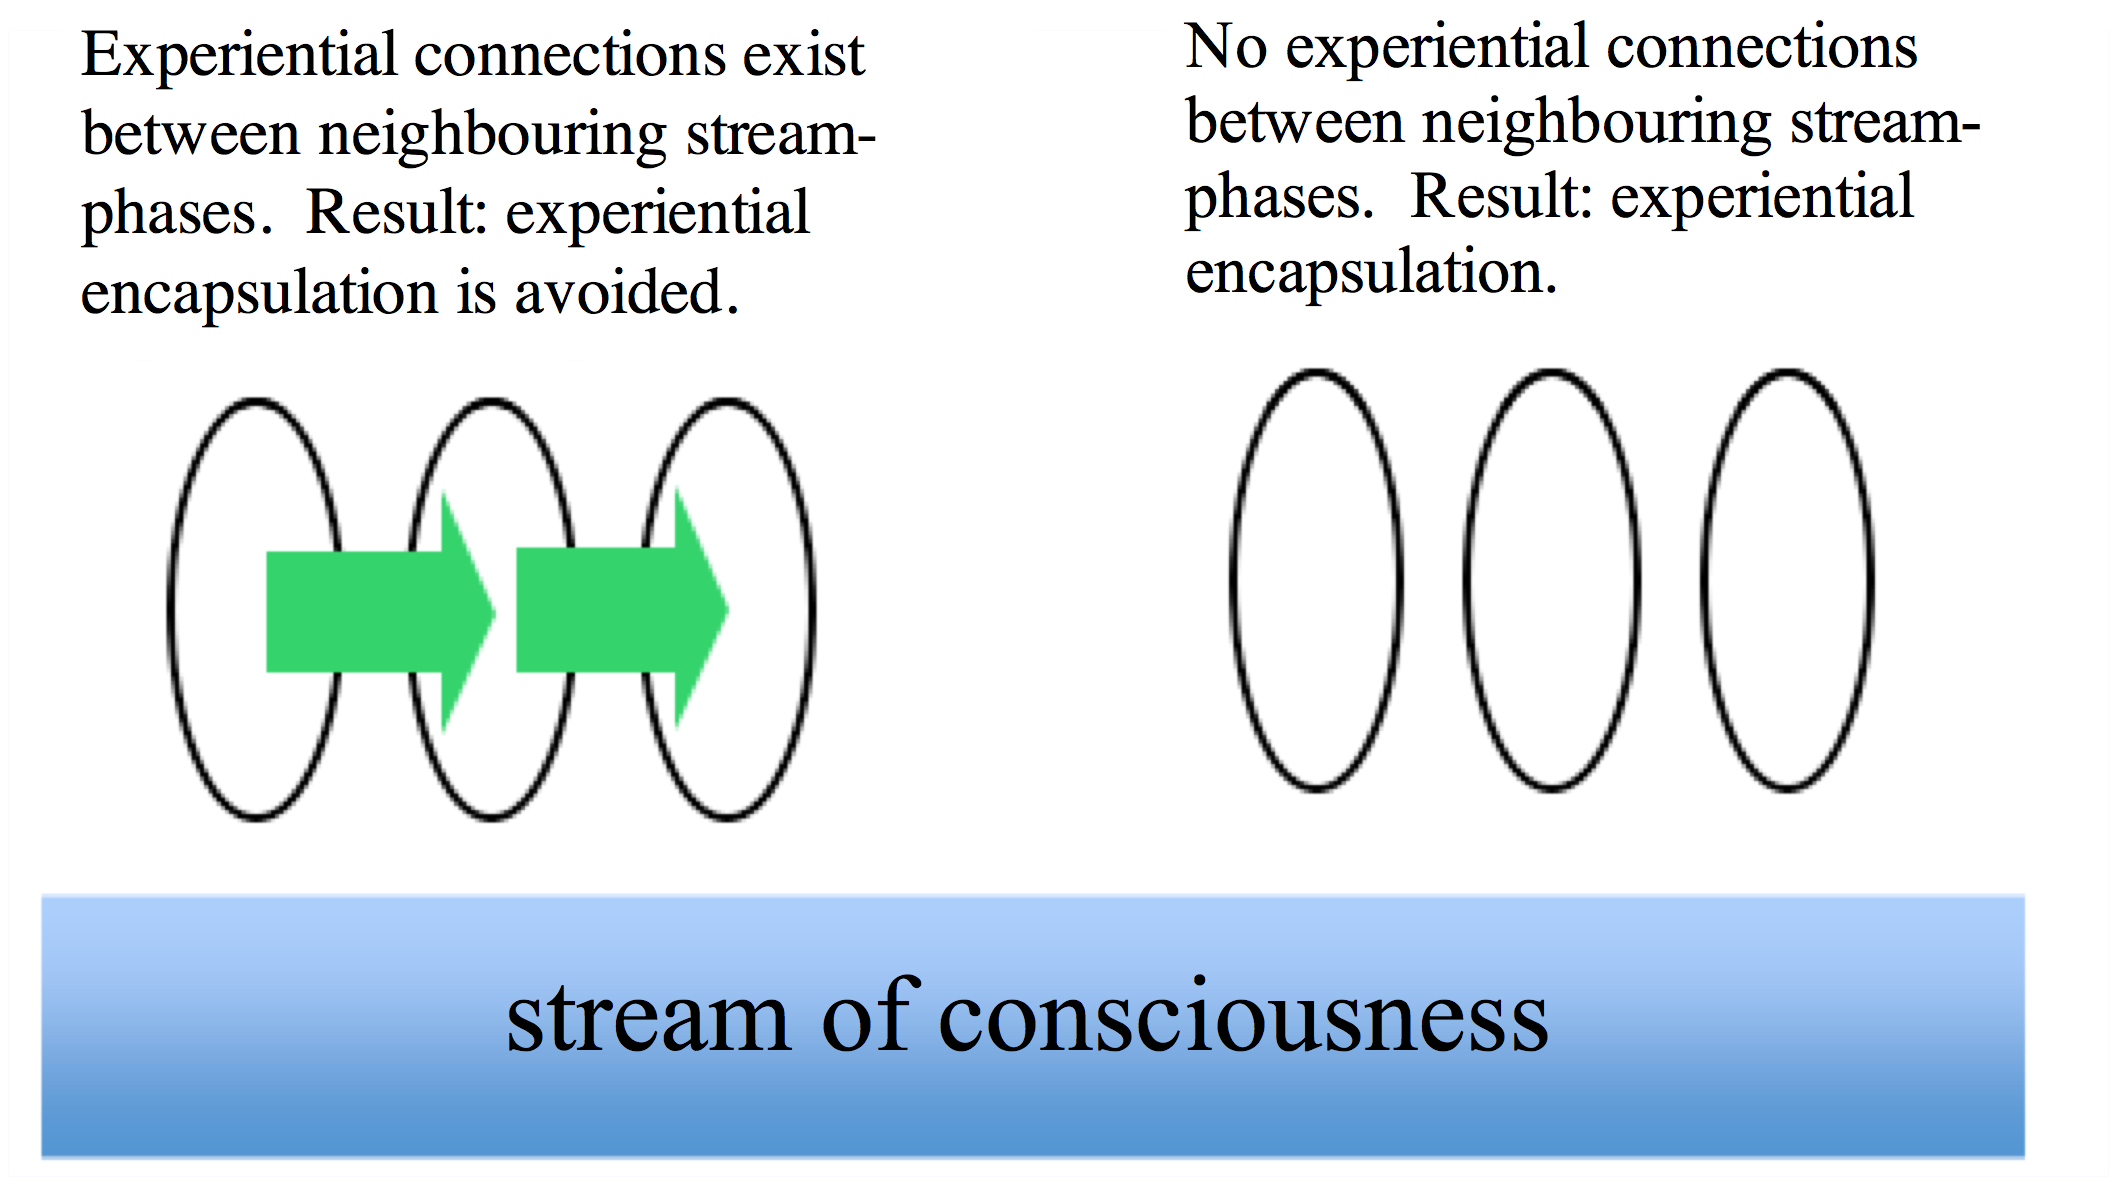 Experiential connections exist
between neighbouring stream-
phases.  Result: experiential
encapsulation is avoided.
No experiential connections
between neighbouring stream-
phases.  Result: experiential
encapsulation.
stream of consciousness